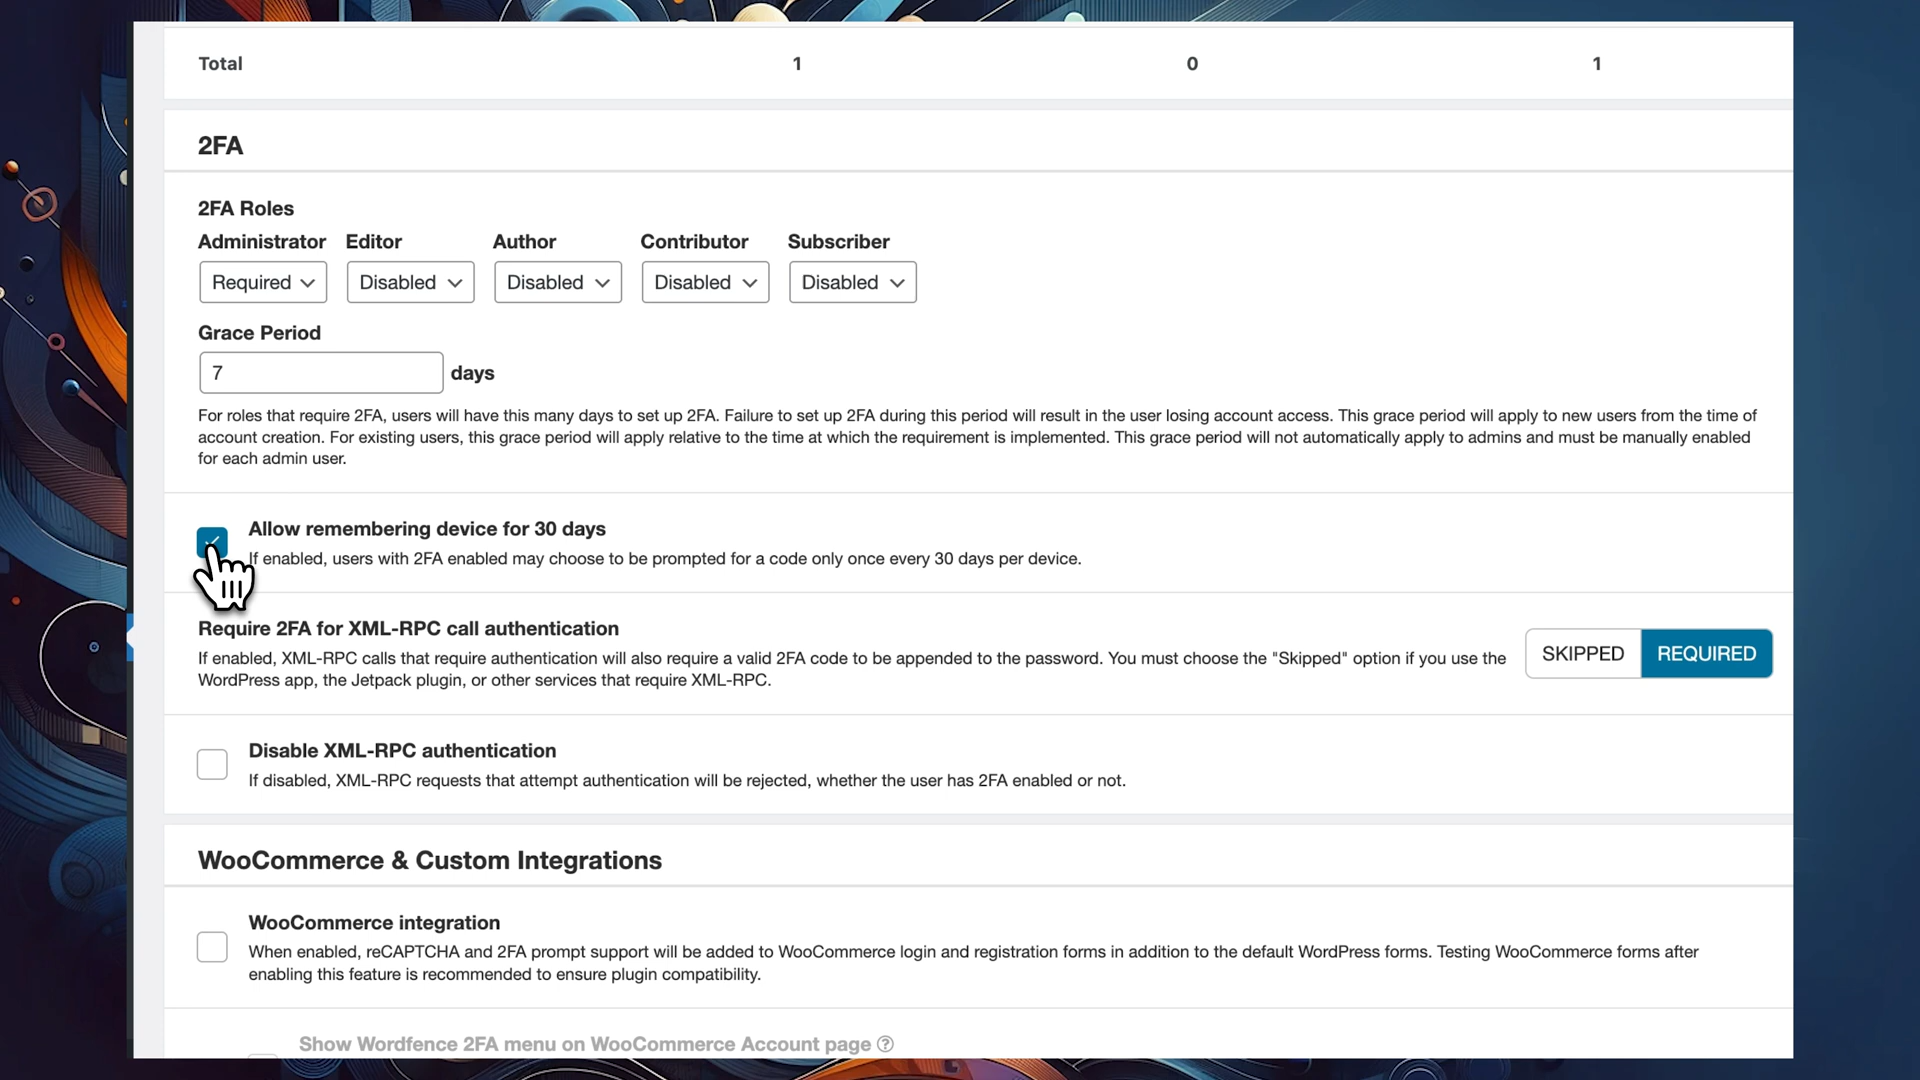 Total 1 0 1
2FA
2FA Roles
Administrator Editor Author Contributor Subscriber
Required Disabled Disabled Disabled Disabled
Grace Period
7 days
For roles that require 2FA, users will have this many days to set up 2FA. Failure to set up 2FA during this period will result in the user losing account access. This grace period will apply to new users from the time of
account creation. For existing users, this grace period will apply relative to the time at which the requirement is implemented. This grace period will not automatically apply to admins and must be manually enabled
for each admin user.
Allow remembering device for 30 days
If enabled, users with 2FA enabled may choose to be prompted for a code only once every 30 days per device.
Require 2FA for XML-RPC call authentication
If enabled, XML-RPC calls that require authentication will also require a valid 2FA code to be appended to the password. You must choose the "Skipped" option if you use the
WordPress app, the Jetpack plugin, or other services that require XML-RPC.
SKIPPED REQUIRED
Disable XML-RPC authentication
If disabled, XML-RPC requests that attempt authentication will be rejected, whether the user has 2FA enabled or not.
WooCommerce & Custom Integrations
WooCommerce integration
When enabled, reCAPTCHA and 2FA prompt support will be added to WooCommerce login and registration forms in addition to the default WordPress forms. Testing WooCommerce forms after
enabling this feature is recommended to ensure plugin compatibility.
Show Wordfence 2FA menu on WooCommerce Account page